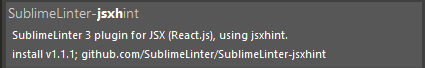 SublimeLinter-jsxhint
SublimeLinter 3 plugin for JSX (React.js), using jsxhint.
install v1.1.1; github.com/SublimeLinter/SublimeLinter-jsxhint